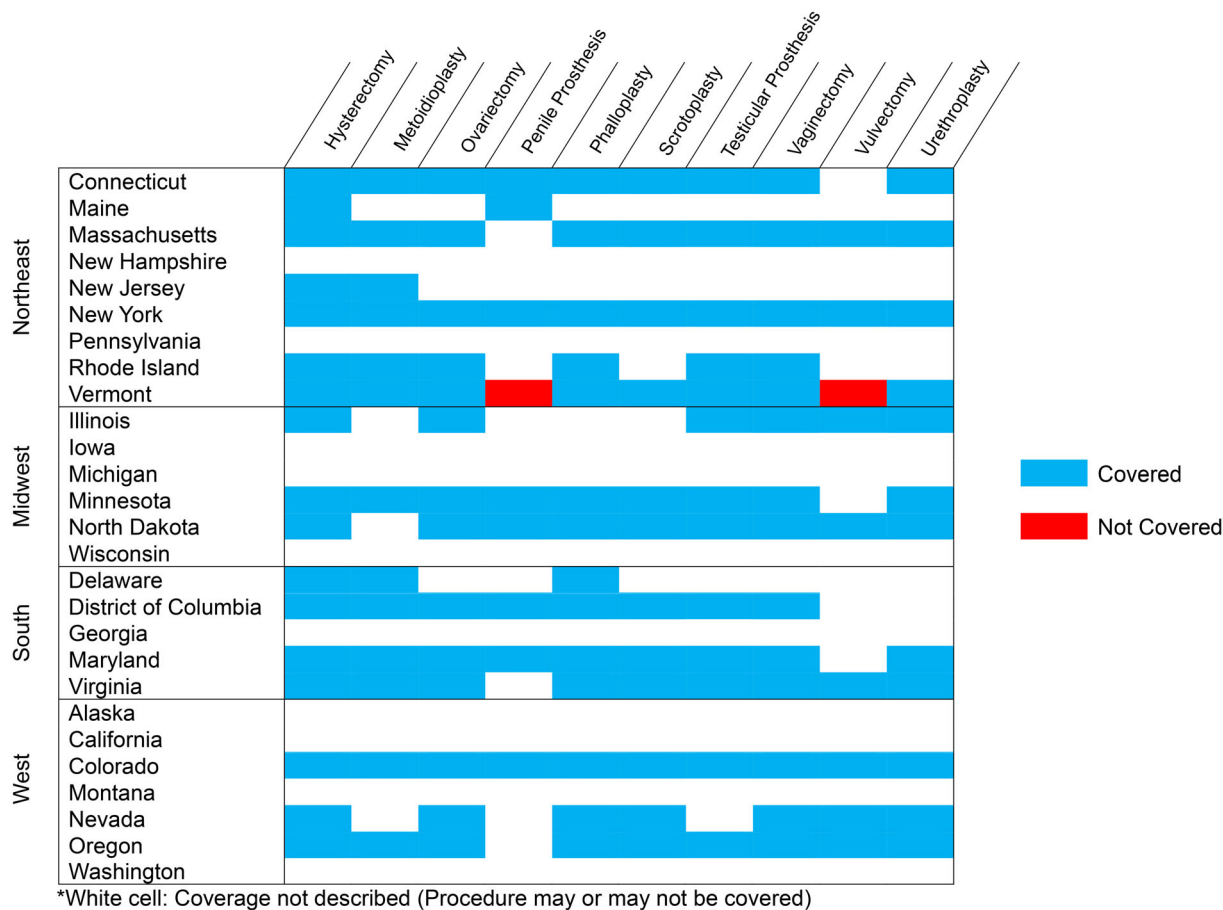 Hysterectomy
Metoidioplasty
Ovariectomy
Penile Prosthesis
Phalloplasty
Scrotoplasty
Testicular Prosthesis
Vaginectomy
Vulvectomy
Urethroplasty
Northeast
Connecticut
Maine
Massachusetts
New Hampshire
New Jersey
New York
Pennsylvania
Rhode Island
Vermont
Midwest
Illinois
Iowa
Michigan
Minnesota
North Dakota
Wisconsin
South
Delaware
District of Columbia
Georgia
Maryland
Virginia
West
Alaska
California
Colorado
Montana
Nevada
Oregon
Washington
Covered
Not Covered
*White cell: Coverage not described (Procedure may or may not be covered)